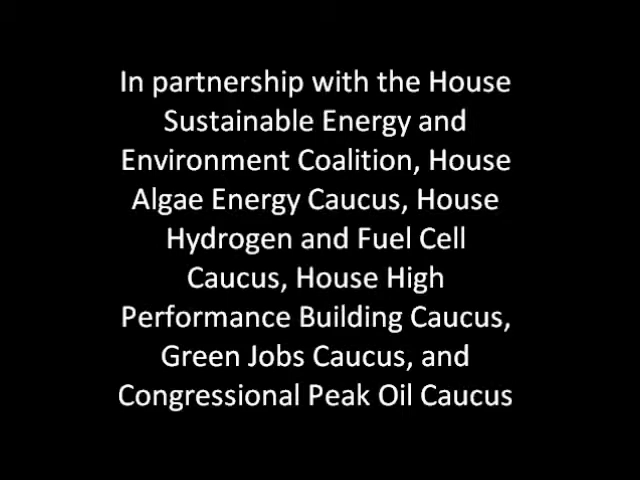 In partnership with the House
Sustainable Energy and
Environment Coalition, House
Algae Energy Caucus, House
Hydrogen and Fuel Cell
Caucus, House High
Performance Building Caucus,
Green Jobs Caucus, and
Congressional Peak Oil Caucus